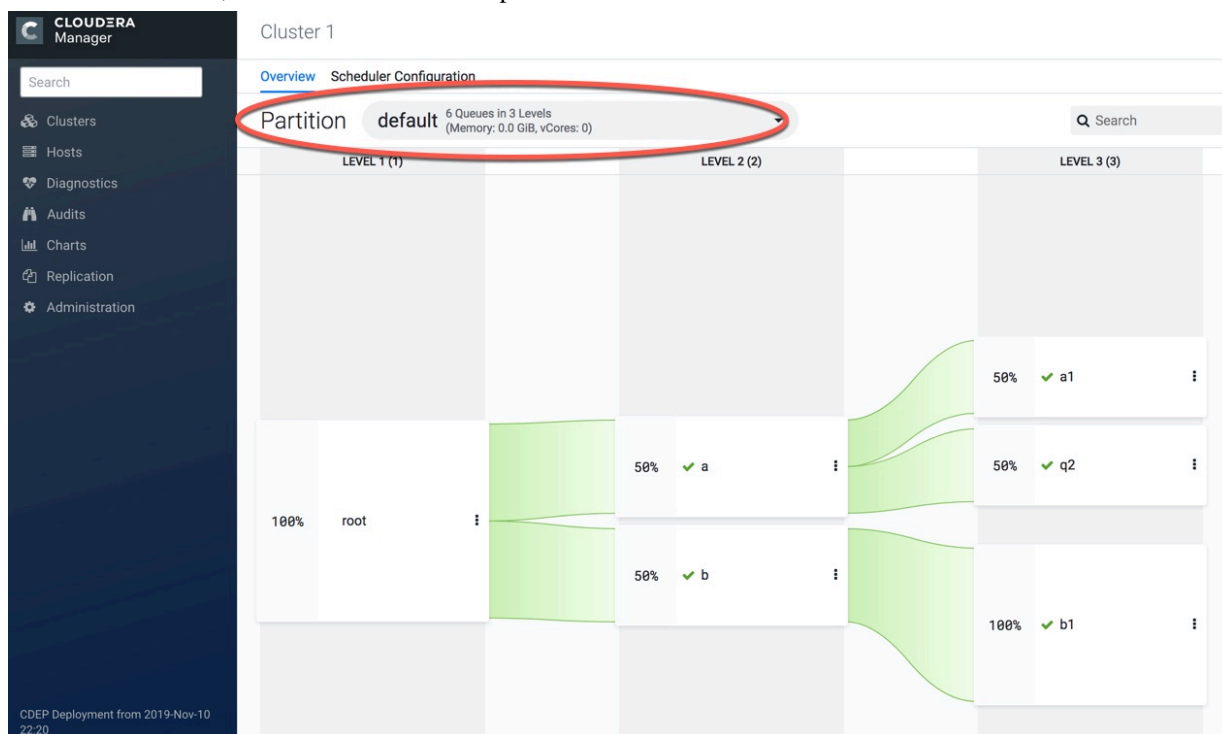 CLOUDERA
Manager
Search
Clusters
Hosts
Diagnostics
Audits
Charts
Replication
Administration
CDEP Deployment from 2019-Nov-10
22:20
Cluster 1
Overview Scheduler Configuration
Partition default 6 Queues in 3 Levels
(Memory: 0.0 GiB, vCores: 0)
Search
LEVEL 1 (1) LEVEL 2 (2) LEVEL 3 (3)
50% a1
50% a
50% q2
100% root
50% b
100% b1